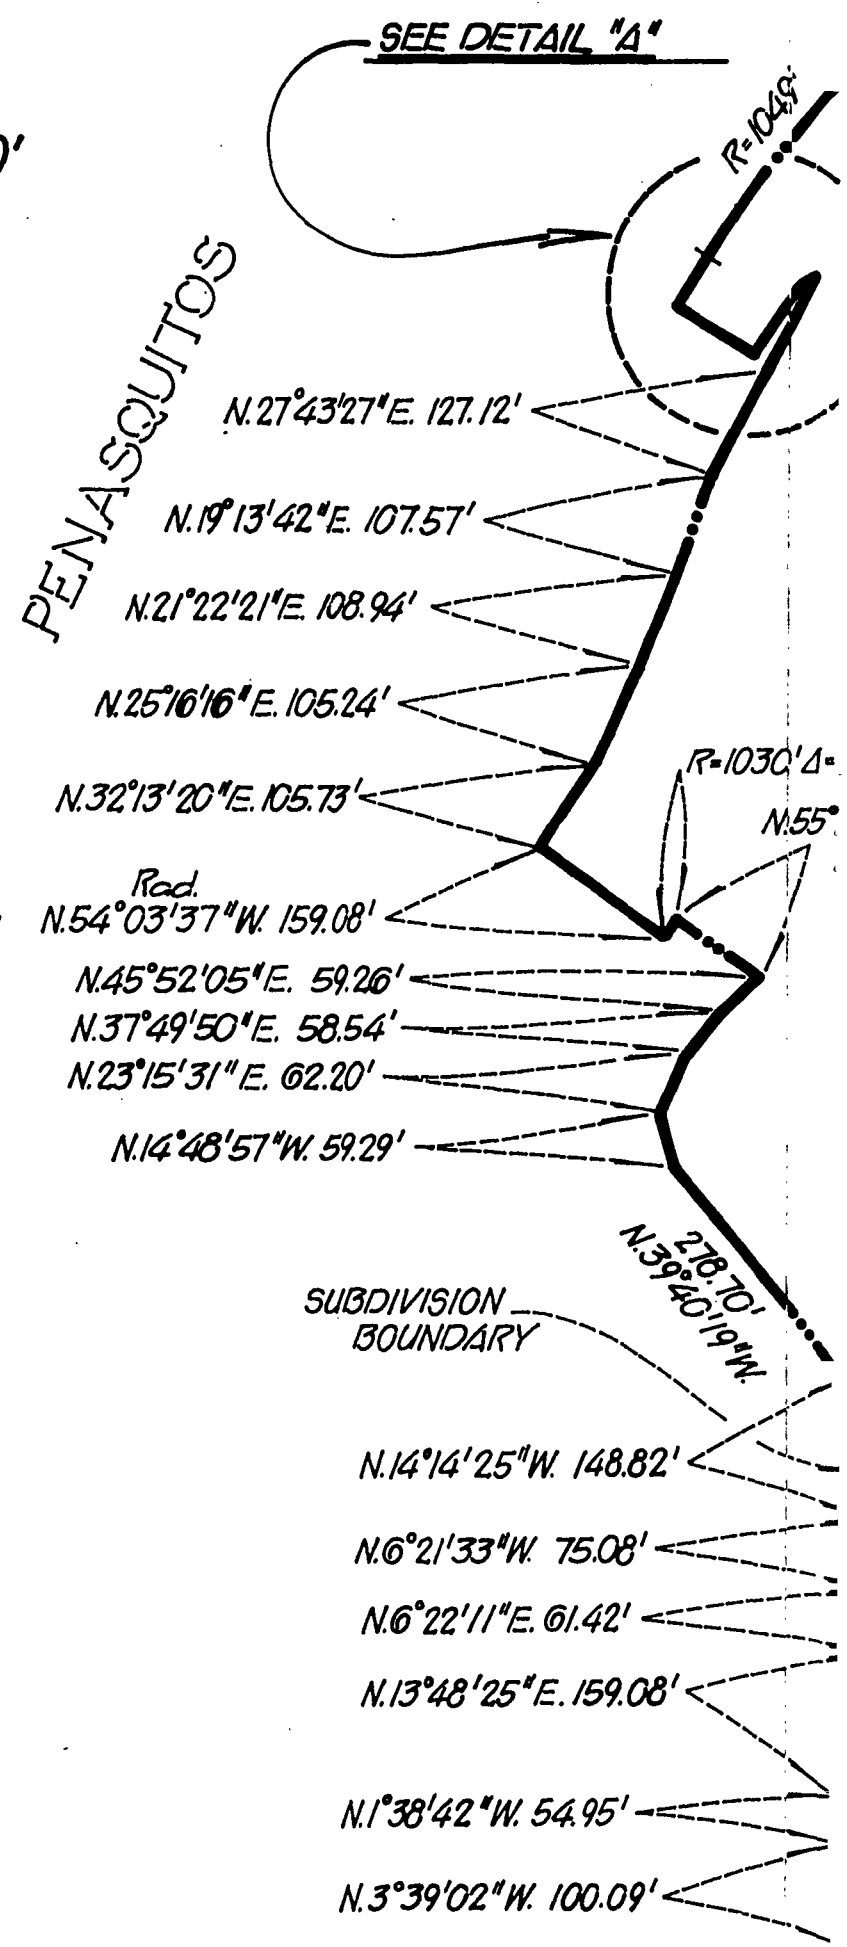 SEE DETAIL "A"
0'
R=1049'
PENASQUITOS
N.27°43'27"E. 127.12'
N.19°13'42"E. 107.57'
N.21°22'21"E. 108.94'
N.25°16'16"E. 105.24'
R=1030' Δ=
N.32°13'20"E. 105.73'
N.55°
Rad.
N.54°03'37"W. 159.08'
N.45°52'05"E. 59.26'
N.37°49'50"E. 58.54'
N.23°15'31"E. 62.20'
N.14°48'57"W. 59.29'
278.70'
N.39°40'19"W.
SUBDIVISION
BOUNDARY
N.14°14'25"W. 148.82'
N.6°21'33"W. 75.08'
N.6°22'11"E. 61.42'
N.13°48'25"E. 159.08'
N.1°38'42"W. 54.95'
N.3°39'02"W. 100.09'